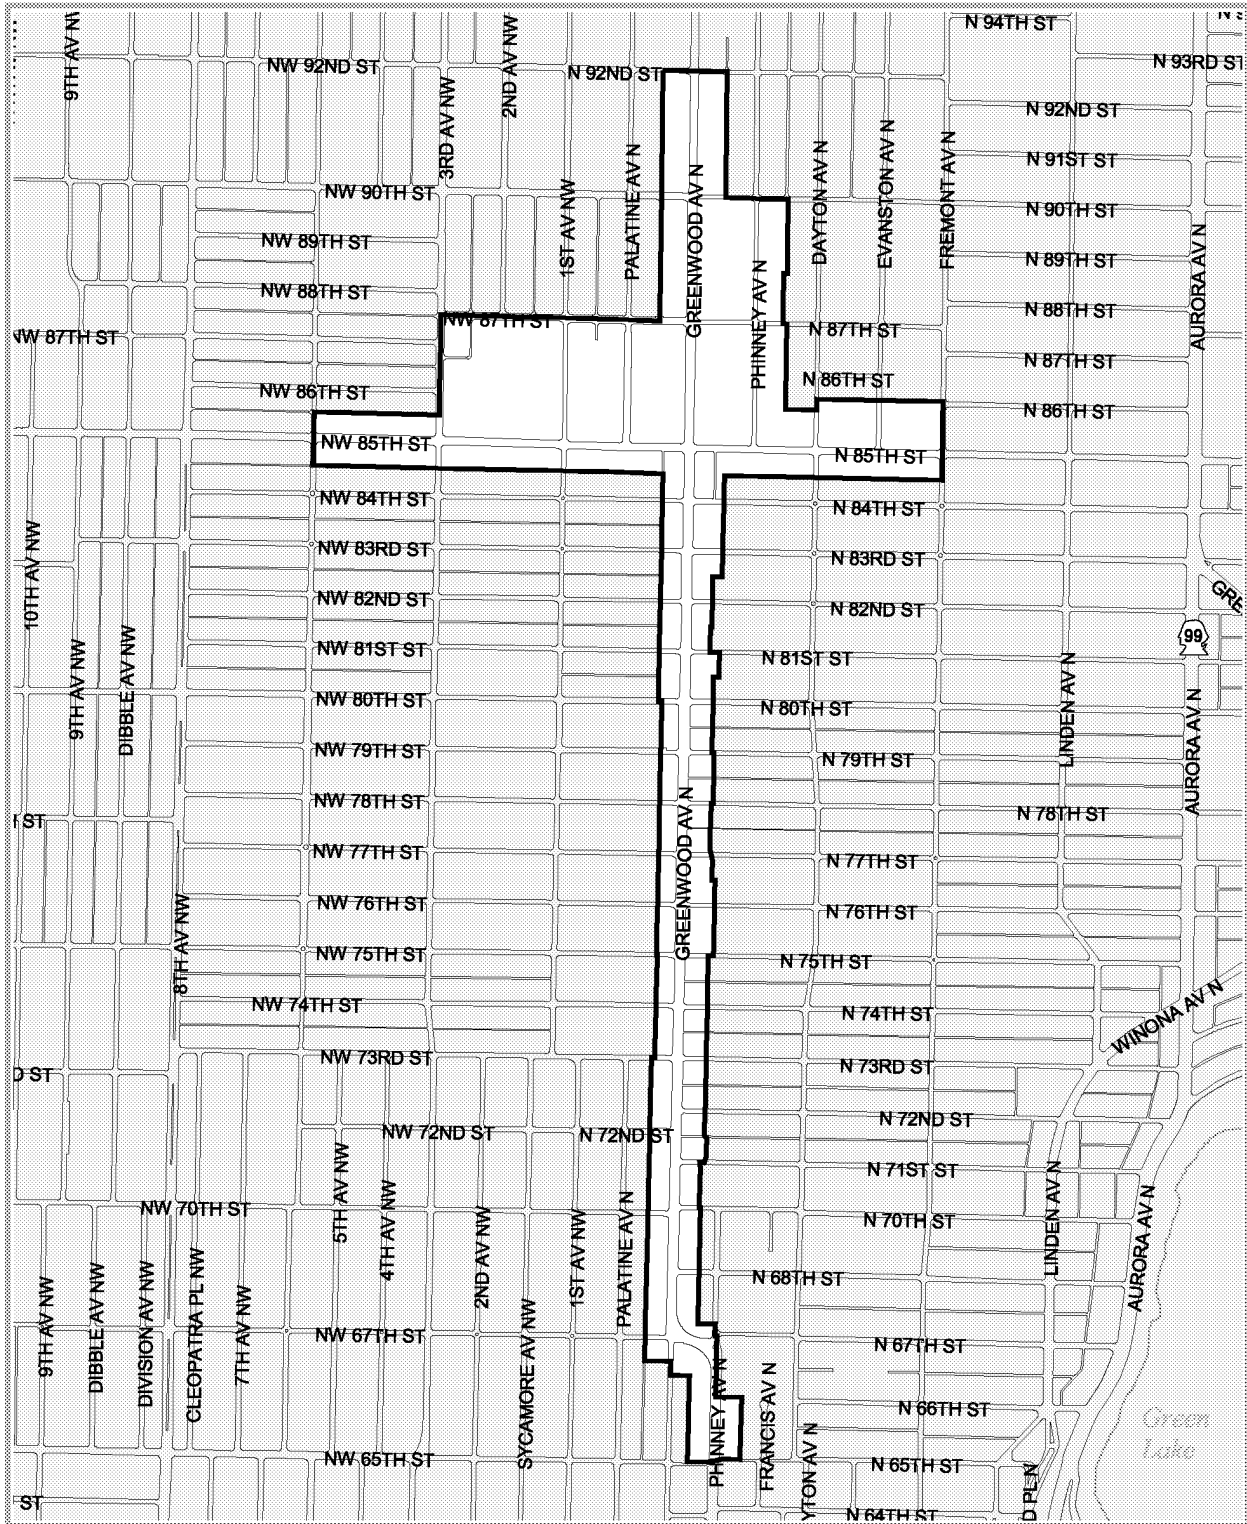 N 94TH ST
9TH AV N
NW 92ND ST
2ND AV NW
N 92ND ST
N 93RD ST
3RD AV NW
N 92ND ST
N 91ST ST
NW 90TH ST
1ST AV NW
PALATINE AV N
GREENWOOD AV N
DAYTON AV N
EVANSTON AV N
FREMONT AV N
N 90TH ST
NW 89TH ST
N 89TH ST
AURORA AV N
NW 88TH ST
PHINNEY AV N
N 88TH ST
NW 87TH ST
NW 87TH ST
N 87TH ST
N 87TH ST
NW 86TH ST
N 86TH ST
N 86TH ST
NW 85TH ST
N 85TH ST
NW 84TH ST
N 84TH ST
10TH AV NW
NW 83RD ST
N 83RD ST
GRE
NW 82ND ST
N 82ND ST
99
9TH AV NW
DIBBLE AV NW
NW 81ST ST
N 81ST ST
LINDEN AV N
NW 80TH ST
N 80TH ST
AURORA AV N
NW 79TH ST
N 79TH ST
NW 78TH ST
GREENWOOD AV N
N 78TH ST
ST
NW 77TH ST
N 77TH ST
8TH AV NW
NW 76TH ST
N 76TH ST
NW 75TH ST
N 75TH ST
NW 74TH ST
N 74TH ST
WINONA AV N
NW 73RD ST
N 73RD ST
D ST
NW 72ND ST
N 72ND ST
N 72ND ST
5TH AV NW
4TH AV NW
N 71ST ST
NW 70TH ST
2ND AV NW
1ST AV NW
PALATINE AV N
N 70TH ST
LINDEN AV N
AURORA AV N
N 68TH ST
9TH AV NW
DIBBLE AV NW
DIVISION AV NW
CLEOPATRA PL NW
7TH AV NW
NW 67TH ST
SYCAMORE AV NW
N 67TH ST
PHINNEY AV N
FRANCIS AV N
N 66TH ST
Green
Lake
NW 65TH ST
YTON AV N
N 65TH ST
D PL N
ST
N 64TH ST